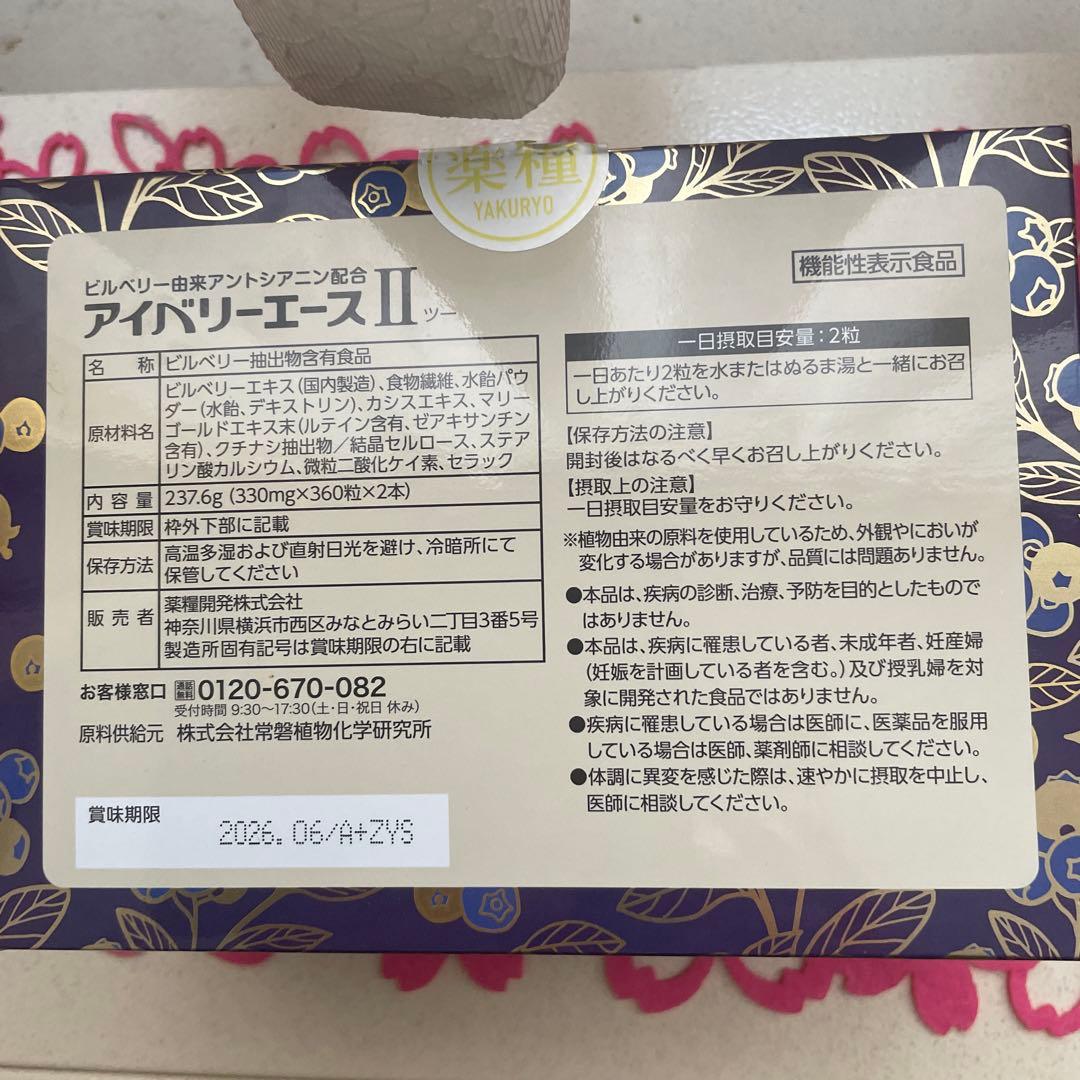 薬糧
YAKURYO
機能性表示食品
ビルベリー由来アントシアニン配合
アイベリーエースⅡツー
名称 ビルベリー抽出物含有食品
原材料名 ビルベリーエキス(国内製造)、食物繊維、水飴パウ
ダー(水飴、デキストリン)、カシスエキス、マリー
ゴールドエキス末(ルテイン含有、ゼアキサンチン
含有)、クチナシ抽出物/結晶セルロース、ステア
リン酸カルシウム、微粒二酸化ケイ素、セラック
内容量 237.6g (330mg×360粒×2本)
賞味期限 枠外下部に記載
保存方法 高温多湿および直射日光を避け、冷暗所にて
保管してください
販売者 薬糧開発株式会社
神奈川県横浜市西区みなとみらい二丁目3番5号
製造所固有記号は賞味期限の右に記載
お客様窓口 通話無料 0120-670-082
受付時間 9:30〜17:30(土・日・祝日 休み)
原料供給元 株式会社常磐植物化学研究所
賞味期限
2026.06/A+ZYS
一日摂取目安量:2粒
一日あたり2粒を水またはぬるま湯と一緒にお召
し上がりください。
【保存方法の注意】
開封後はなるべく早くお召し上がりください。
【摂取上の注意】
一日摂取目安量をお守りください。
※植物由来の原料を使用しているため、外観やにおいが
変化する場合がありますが、品質には問題ありません。
●本品は、疾病の診断、治療、予防を目的としたもので
はありません。
●本品は、疾病に罹患している者、未成年者、妊産婦
(妊娠を計画している者を含む。)及び授乳婦を対
象に開発された食品ではありません。
●疾病に罹患している場合は医師に、医薬品を服用
している場合は医師、薬剤師に相談してください。
●体調に異変を感じた際は、速やかに摂取を中止し、
医師に相談してください。